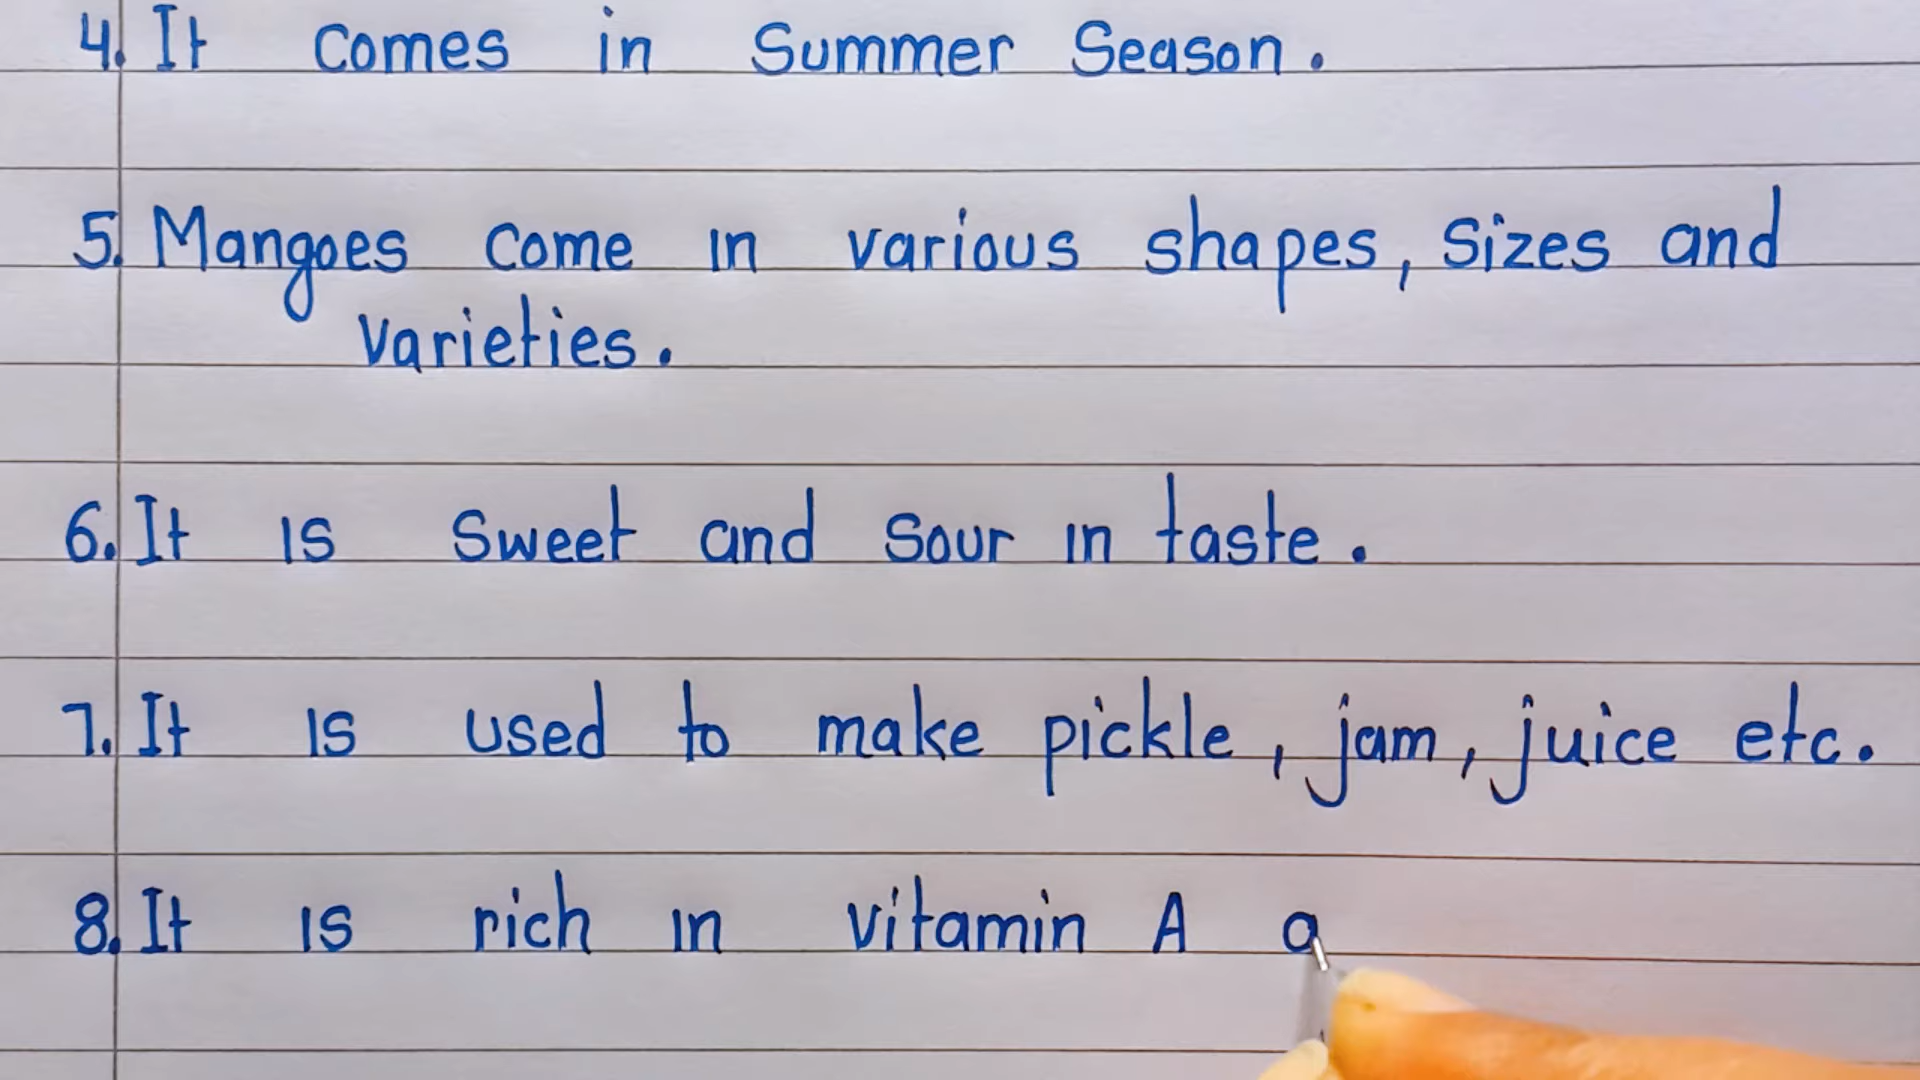 4. It comes in Summer Season.
5. Mangoes come in various shapes, sizes and
varieties.
6. It is sweet and sour in taste.
7. It is used to make pickle, jam, juice etc.
8. It is rich in vitamin A a